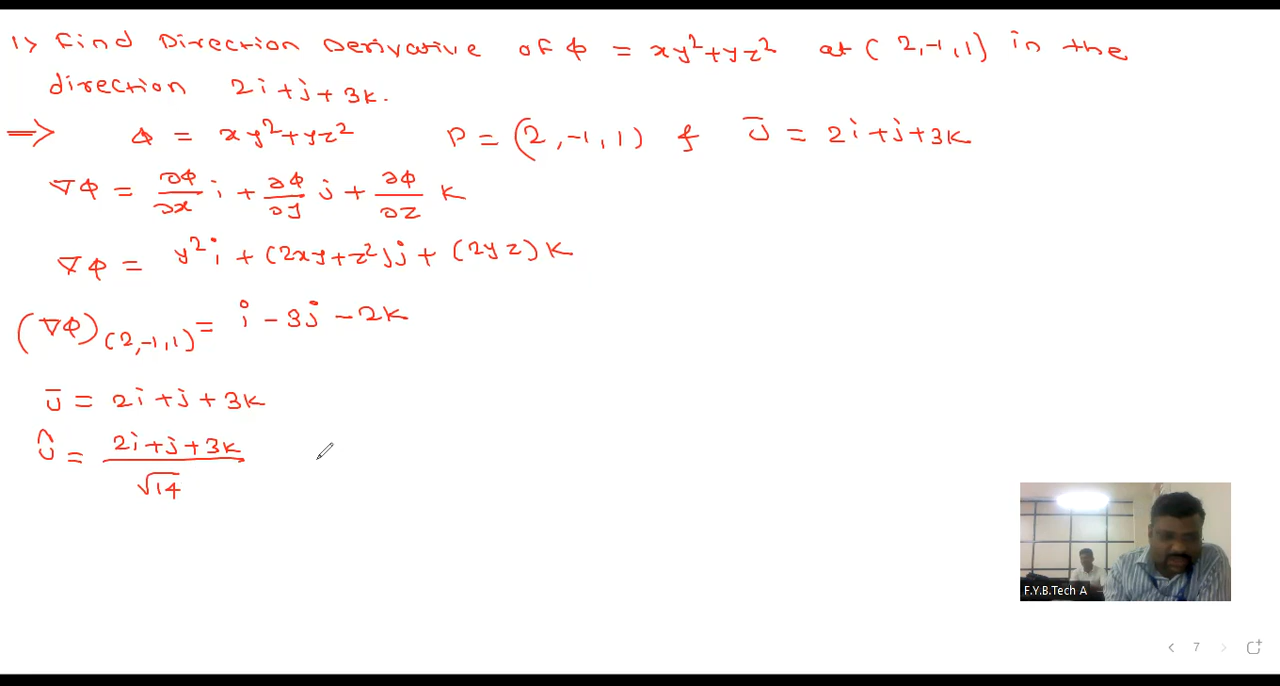 1) Find Direction Derivative of Φ = xy²+yz² at (2,-1,1) in the
direction 2i+j+3k.
⟹ Φ = xy²+yz² P = (2,-1,1) & ū = 2i+j+3k
∇Φ = ∂Φ/∂x i + ∂Φ/∂y j + ∂Φ/∂z k
∇Φ = y²i + (2xy+z²)j + (2yz)k
(∇Φ)(2,-1,1) = i - 3j - 2k
ū = 2i+j+3k
û = 2i+j+3k / √14
F.Y.B.Tech A
7